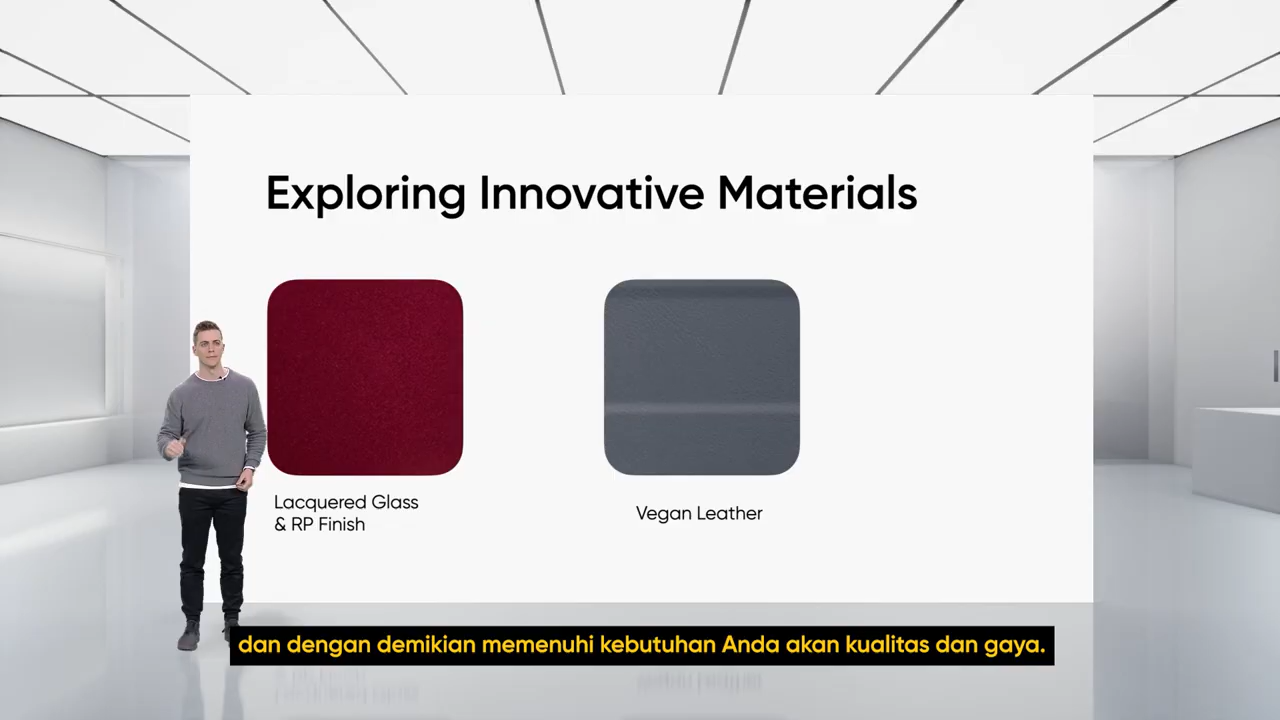 Exploring Innovative Materials
Lacquered Glass
& RP Finish
Vegan Leather
dan dengan demikian memenuhi kebutuhan Anda akan kualitas dan gaya.